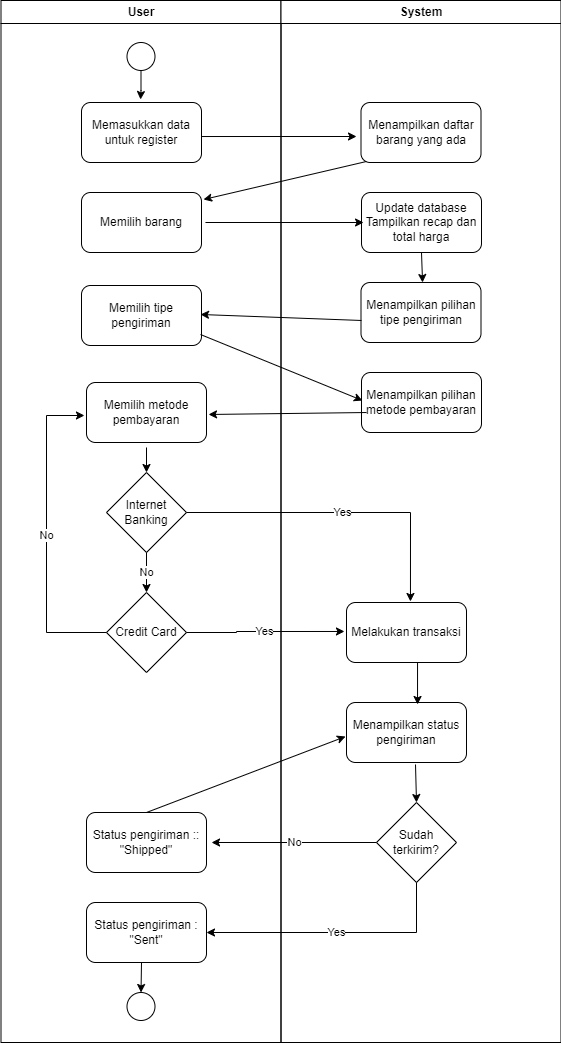 User
System
Memasukkan data
untuk register
Menampilkan daftar
barang yang ada
Memilih barang
Update database
Tampilkan recap dan
total harga
Memilih tipe
pengiriman
Menampilkan pilihan
tipe pengiriman
Memilih metode
pembayaran
Menampilkan pilihan
metode pembayaran
Internet
Banking
Yes
No
No
Credit Card
Yes
Melakukan transaksi
Menampilkan status
pengiriman
Status pengiriman ::
"Shipped"
No
Sudah
terkirim?
Status pengiriman :
"Sent"
Yes